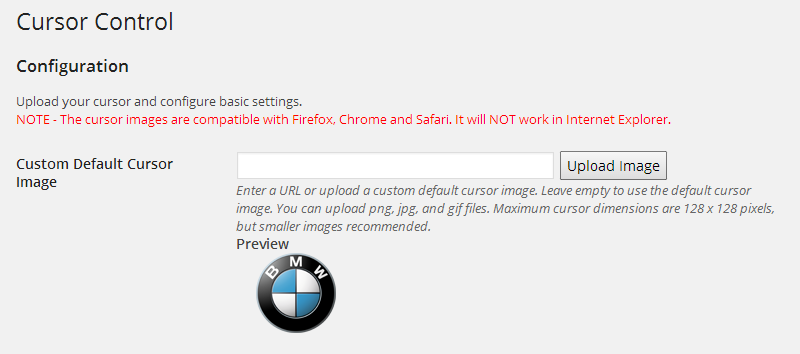 Cursor Control
Configuration
Upload your cursor and configure basic settings.
NOTE - The cursor images are compatible with Firefox, Chrome and Safari. It will NOT work in Internet Explorer.
Custom Default Cursor
Image
Upload Image
Enter a URL or upload a custom default cursor image. Leave empty to use the default cursor
image. You can upload png, jpg, and gif files. Maximum cursor dimensions are 128 x 128 pixels,
but smaller images recommended.
Preview
BMW